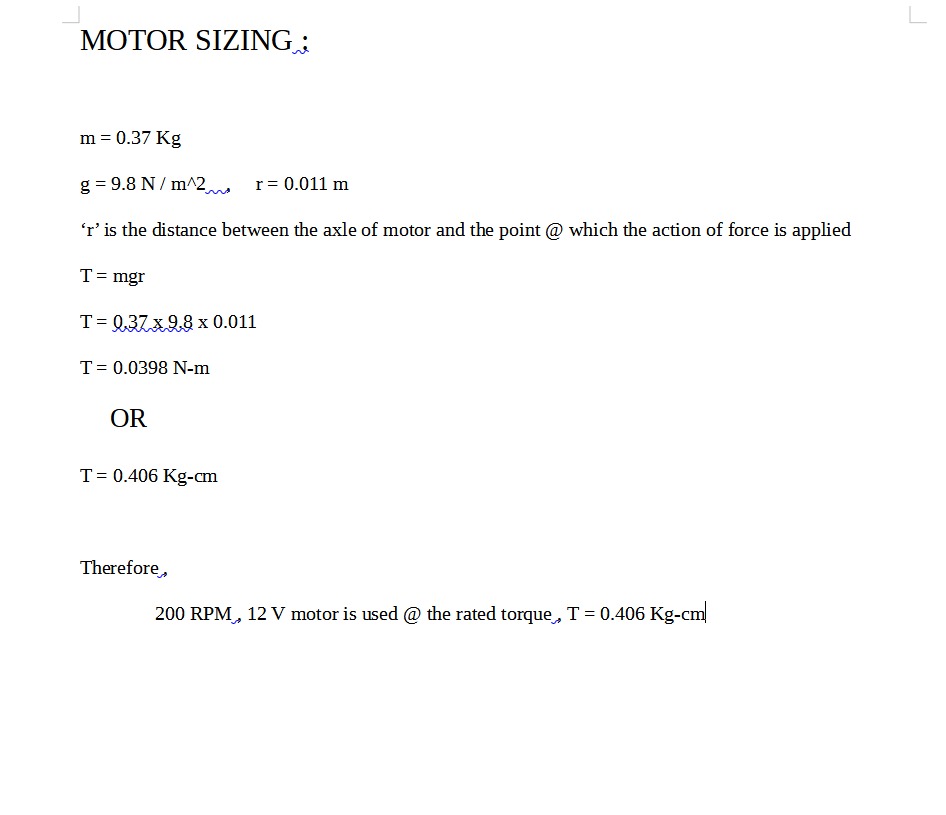 MOTOR SIZING ;
m = 0.37 Kg
g = 9.8 N / m^2 , r = 0.011 m
‘r’ is the distance between the axle of motor and the point @ which the action of force is applied
T = mgr
T = 0.37 x 9.8 x 0.011
T = 0.0398 N-m
OR
T = 0.406 Kg-cm
Therefore ,
200 RPM , 12 V motor is used @ the rated torque , T = 0.406 Kg-cm